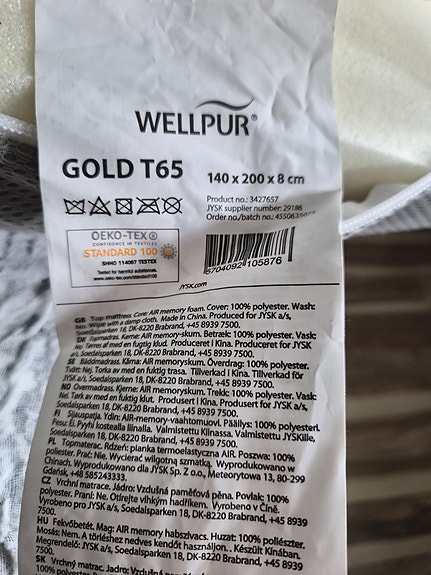 WELLPUR®
GOLD T65
140 x 200 x 8 cm
Product no.: 3427657
JYSK supplier number: 29186
Order no./batch no.:
OEKO-TEX®
CONFIDENCE IN TEXTILES
STANDARD 100
SHHO 114087 TESTEX
Tested for harmful substances.
www.oeko-tex.com/standard100
5704092 105876
JYSK.com
GB Top mattress. Core: AIR memory foam. Cover: 100% polyester. Wash:
No. Wipe with a damp cloth. Made in China. Produced for JYSK a/s,
Soedalsparken 18, DK-8220 Brabrand, +45 8939 7500.
DK Topmadras. Kerne: AIR memory-skum. Betræk: 100% polyester. Vask:
Nej. Tørres af med en fugtig klud. Produceret i Kina. Produceret for JYSK
a/s, Soedalsparken 18, DK-8220 Brabrand, +45 8939 7500.
SE Bäddmadrass. Kärna: AIR memoryskum. Överdrag: 100% polyester.
Tvätt: Nej. Torka av med en fuktig trasa. Tillverkad i Kina. Tillverkad för
JYSK a/s, Soedalsparken 18, DK-8220 Brabrand, +45 8939 7500.
NO Overmadrass. Kjerne: AIR memoryskum. Trekk: 100% polyester. Vask:
Nei. Tørk av med en fuktig klut. Produsert i Kina. Produsert for JYSK a/s,
Soedalsparken 18, DK-8220 Brabrand, +45 8939 7500.
FI Sijauspatja. Ydin: AIR-memory-vaahtomuovi. Päällys: 100% polyesteri.
Pesu: Ei. Pyyhi kostealla liinalla. Valmistettu Kiinassa. Valmistettu JYSKille,
Soedalsparken 18, DK-8220 Brabrand, +45 8939 7500.
PL Topmaterac. Rdzeń: pianka termoelastyczna AIR. Poszwa: 100%
poliester. Prać: Nie. Wycierać wilgotną szmatką. Wyprodukowano w
Chinach. Wyprodukowano dla JYSK Sp. Z o.o., Meteorytowa 13, 80-299
Gdańsk, +48 585243333.
CZ Vrchní matrace. Jádro: Vzdušná paměťová pěna. Povlak: 100%
polyester. Praní: Ne. Otírejte vlhkým hadříkem. Vyrobeno v Číně.
Vyrobeno pro JYSK a/s, Soedalsparken 18, DK-8220 Brabrand, +45 8939 7500.
HU Fekvőbetét. Mag: AIR memory habszivacs. Huzat: 100% poliészter.
Mosás: Nem. A törléshez nedves kendőt használjon. . Készült Kínában.
Megrendelő: JYSK a/s, Soedalsparken 18, DK-8220 Brabrand, +45 8939
7500.
SK Vrchný matrac. Jadro: Vzdušná pamäťová pena.
100% polyester.